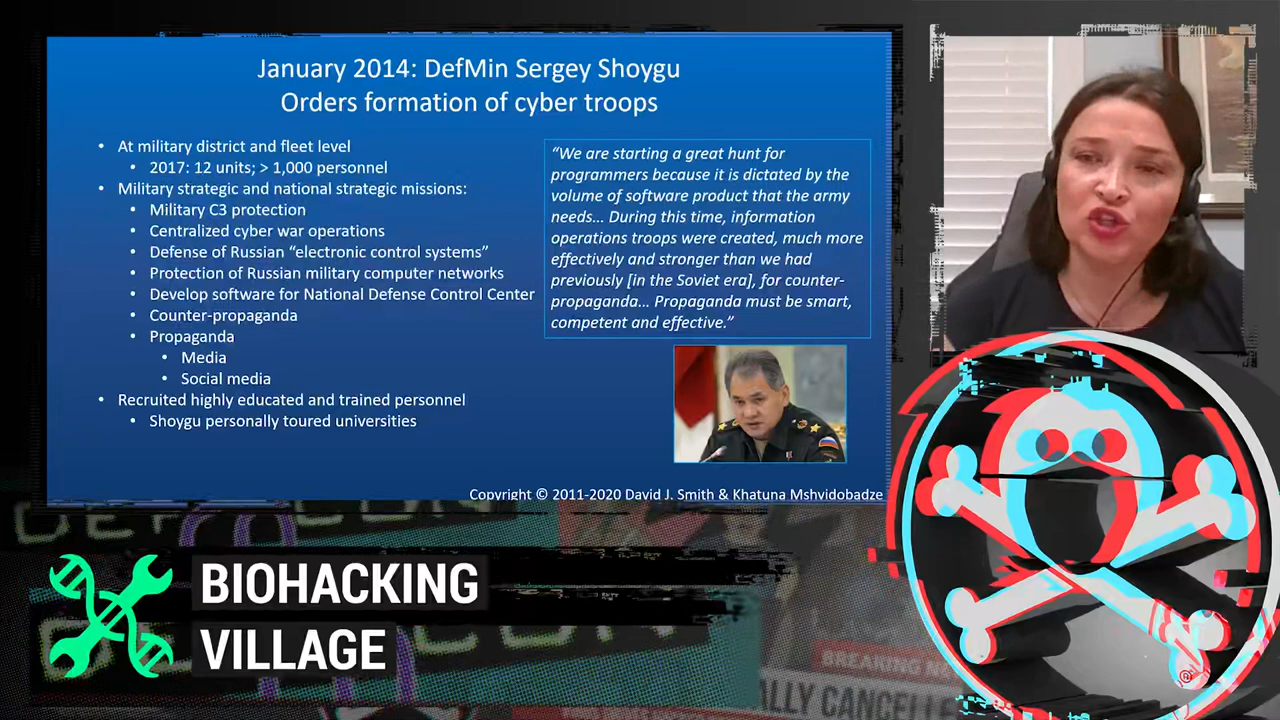 January 2014: DefMin Sergey Shoygu
Orders formation of cyber troops
• At military district and fleet level
• 2017: 12 units; > 1,000 personnel
• Military strategic and national strategic missions:
• Military C3 protection
• Centralized cyber war operations
• Defense of Russian “electronic control systems”
• Protection of Russian military computer networks
• Develop software for National Defense Control Center
• Counter-propaganda
• Propaganda
• Media
• Social media
• Recruited highly educated and trained personnel
• Shoygu personally toured universities
“We are starting a great hunt for
programmers because it is dictated by the
volume of software product that the army
needs… During this time, information
operations troops were created, much more
effectively and stronger than we had
previously [in the Soviet era], for counter-
propaganda… Propaganda must be smart,
competent and effective.”
Copyright © 2011-2020 David J. Smith & Khatuna Mshvidobadze
BIOHACKING
VILLAGE
BREAKING
®